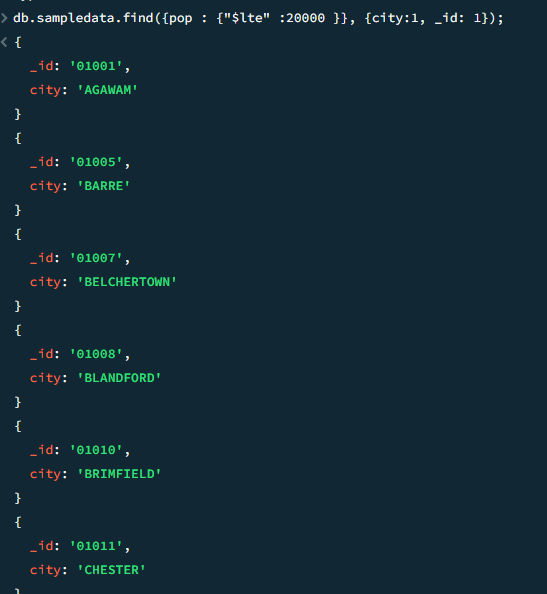 > db.sampledata.find({pop : {"$lte" :20000 }}, {city:1, _id: 1});
< {
_id: '01001',
city: 'AGAWAM'
}
{
_id: '01005',
city: 'BARRE'
}
{
_id: '01007',
city: 'BELCHERTOWN'
}
{
_id: '01008',
city: 'BLANDFORD'
}
{
_id: '01010',
city: 'BRIMFIELD'
}
{
_id: '01011',
city: 'CHESTER'
}